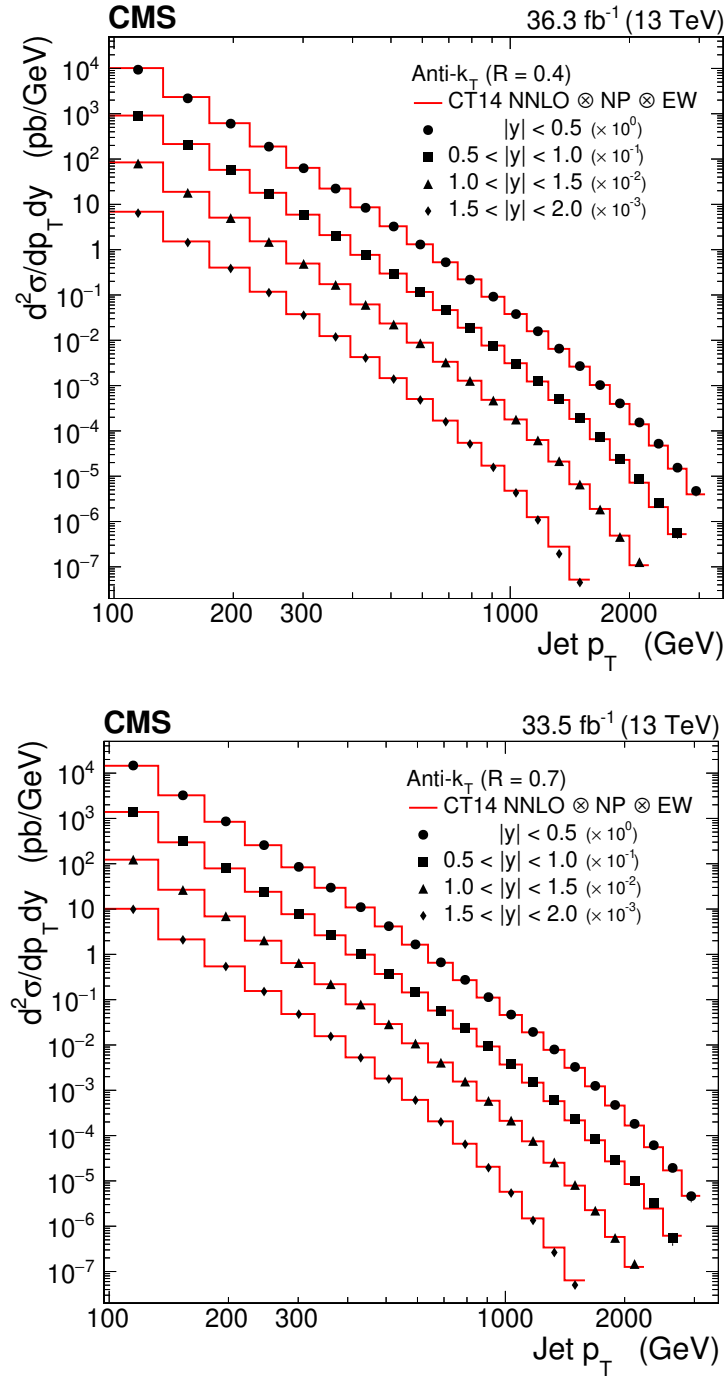 CMS 36.3 fb⁻¹ (13 TeV)
Anti-k_T (R = 0.4)
CT14 NNLO ⊗ NP ⊗ EW
|y| < 0.5 (× 10⁰)
0.5 < |y| < 1.0 (× 10⁻¹)
1.0 < |y| < 1.5 (× 10⁻²)
1.5 < |y| < 2.0 (× 10⁻³)
d²σ/dp_T dy (pb/GeV)
10⁴
10³
10²
10
1
10⁻¹
10⁻²
10⁻³
10⁻⁴
10⁻⁵
10⁻⁶
10⁻⁷
100 200 300 1000 2000
Jet p_T (GeV)
CMS 33.5 fb⁻¹ (13 TeV)
Anti-k_T (R = 0.7)
CT14 NNLO ⊗ NP ⊗ EW
|y| < 0.5 (× 10⁰)
0.5 < |y| < 1.0 (× 10⁻¹)
1.0 < |y| < 1.5 (× 10⁻²)
1.5 < |y| < 2.0 (× 10⁻³)
d²σ/dp_T dy (pb/GeV)
10⁴
10³
10²
10
1
10⁻¹
10⁻²
10⁻³
10⁻⁴
10⁻⁵
10⁻⁶
10⁻⁷
100 200 300 1000 2000
Jet p_T (GeV)